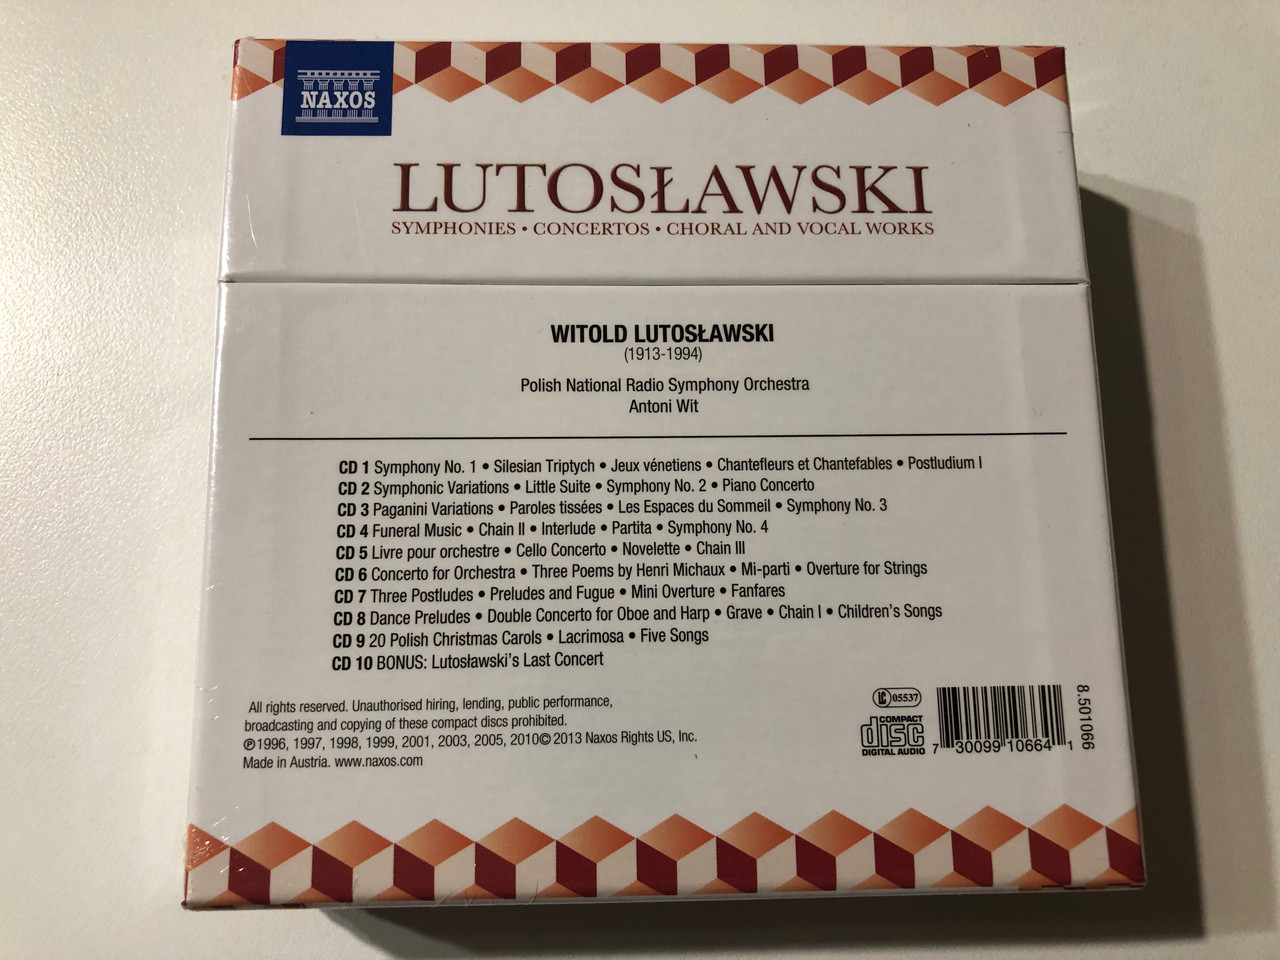 NAXOS
LUTOSŁAWSKI
SYMPHONIES • CONCERTOS • CHORAL AND VOCAL WORKS
WITOLD LUTOSŁAWSKI
(1913-1994)
Polish National Radio Symphony Orchestra
Antoni Wit
CD 1 Symphony No. 1 • Silesian Triptych • Jeux vénetiens • Chantefleurs et Chantefables • Postludium I
CD 2 Symphonic Variations • Little Suite • Symphony No. 2 • Piano Concerto
CD 3 Paganini Variations • Paroles tissées • Les Espaces du Sommeil • Symphony No. 3
CD 4 Funeral Music • Chain II • Interlude • Partita • Symphony No. 4
CD 5 Livre pour orchestre • Cello Concerto • Novelette • Chain III
CD 6 Concerto for Orchestra • Three Poems by Henri Michaux • Mi-parti • Overture for Strings
CD 7 Three Postludes • Preludes and Fugue • Mini Overture • Fanfares
CD 8 Dance Preludes • Double Concerto for Oboe and Harp • Grave • Chain I • Children's Songs
CD 9 20 Polish Christmas Carols • Lacrimosa • Five Songs
CD 10 BONUS: Lutosławski's Last Concert
All rights reserved. Unauthorised hiring, lending, public performance,
broadcasting and copying of these compact discs prohibited.
℗1996, 1997, 1998, 1999, 2001, 2003, 2005, 2010© 2013 Naxos Rights US, Inc.
Made in Austria. www.naxos.com
LC 05537
COMPACT
disc
DIGITAL AUDIO
7 30099 10664 1
8.501066